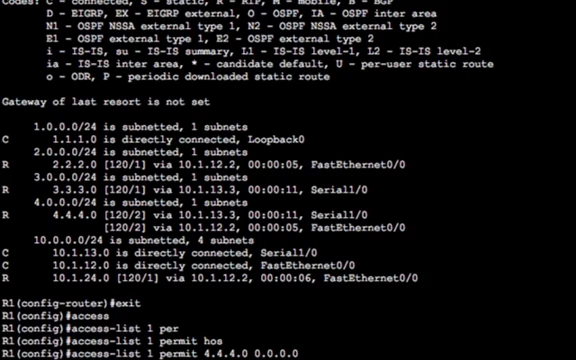 Codes: C - connected, S - static, R - RIP, M - mobile, B - BGP
D - EIGRP, EX - EIGRP external, O - OSPF, IA - OSPF inter area
N1 - OSPF NSSA external type 1, N2 - OSPF NSSA external type 2
E1 - OSPF external type 1, E2 - OSPF external type 2
i - IS-IS, su - IS-IS summary, L1 - IS-IS level-1, L2 - IS-IS level-2
ia - IS-IS inter area, * - candidate default, U - per-user static route
o - ODR, P - periodic downloaded static route
Gateway of last resort is not set
1.0.0.0/24 is subnetted, 1 subnets
C 1.1.1.0 is directly connected, Loopback0
2.0.0.0/24 is subnetted, 1 subnets
R 2.2.2.0 [120/1] via 10.1.12.2, 00:00:05, FastEthernet0/0
3.0.0.0/24 is subnetted, 1 subnets
R 3.3.3.0 [120/1] via 10.1.13.3, 00:00:11, Serial1/0
4.0.0.0/24 is subnetted, 1 subnets
R 4.4.4.0 [120/2] via 10.1.13.3, 00:00:11, Serial1/0
[120/2] via 10.1.12.2, 00:00:05, FastEthernet0/0
10.0.0.0/24 is subnetted, 4 subnets
C 10.1.13.0 is directly connected, Serial1/0
C 10.1.12.0 is directly connected, FastEthernet0/0
R 10.1.24.0 [120/1] via 10.1.12.2, 00:00:06, FastEthernet0/0
R1(config-router)#exit
R1(config)#access
R1(config)#access-list 1 per
R1(config)#access-list 1 permit hos
R1(config)#access-list 1 permit 4.4.4.0 0.0.0.0